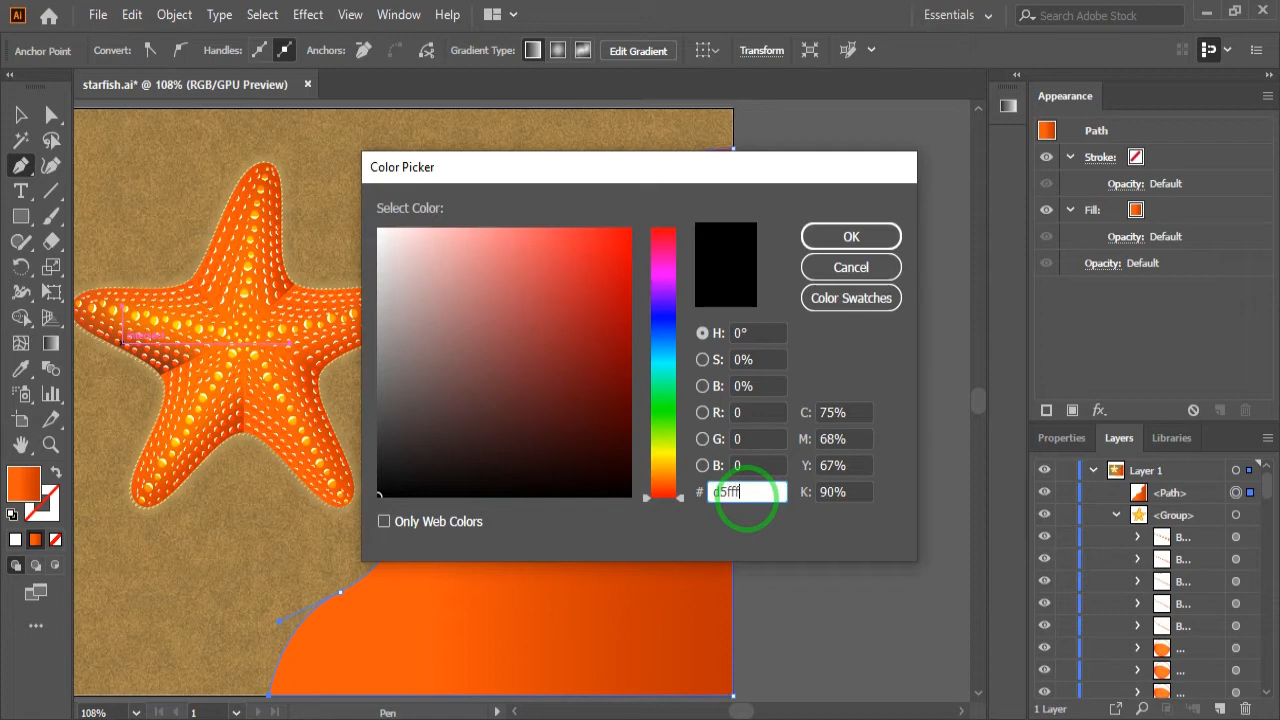 Ai File Edit Object Type Select Effect View Window Help Essentials Search Adobe Stock
Anchor Point Convert: Handles: Anchors: Gradient Type: Edit Gradient Transform
starfish.ai* @ 108% (RGB/GPU Preview) ×
Appearance
Path
Stroke:
Opacity: Default
Fill:
Opacity: Default
Opacity: Default
fx
Color Picker
Select Color:
OK
Cancel
Color Swatches
H: 0°
S: 0%
B: 0%
R: 0 C: 75%
G: 0 M: 68%
B: 0 Y: 67%
# d5fff K: 90%
Only Web Colors
Properties Layers Libraries
Layer 1
<Path>
<Group>
B...
B...
B...
B...
B...
...
...
...
1 Layer
108% 1 Pen